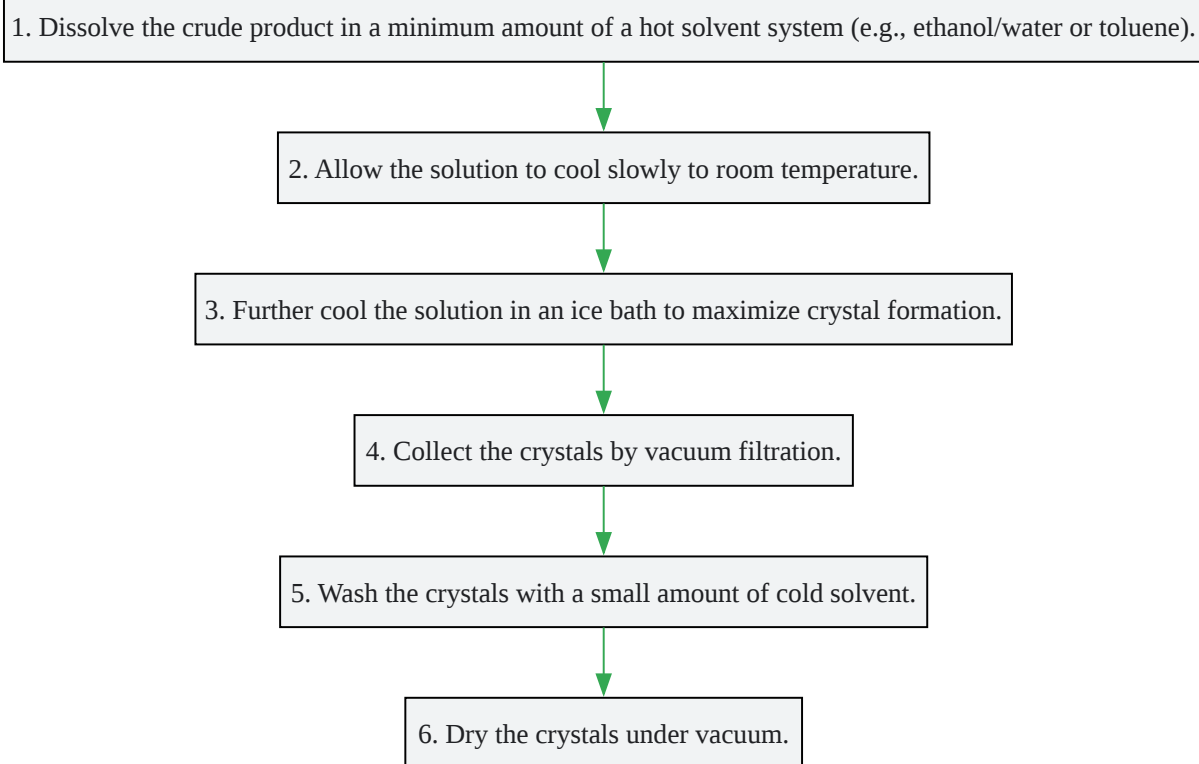 1. Dissolve the crude product in a minimum amount of a hot solvent system (e.g., ethanol/water or toluene).
2. Allow the solution to cool slowly to room temperature.
3. Further cool the solution in an ice bath to maximize crystal formation.
4. Collect the crystals by vacuum filtration.
5. Wash the crystals with a small amount of cold solvent.
6. Dry the crystals under vacuum.